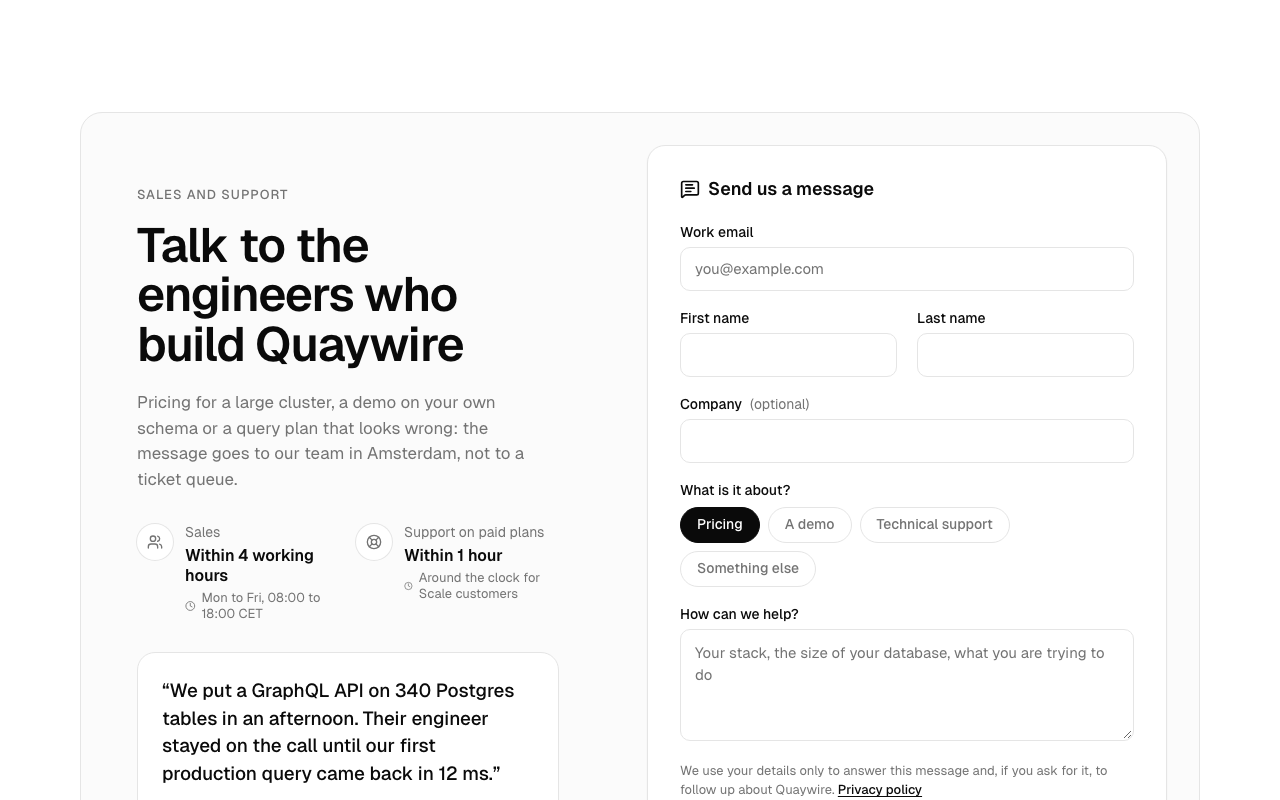 SALES AND SUPPORT
Talk to the
engineers who
build Quaywire
Pricing for a large cluster, a demo on your own
schema or a query plan that looks wrong: the
message goes to our team in Amsterdam, not to a
ticket queue.
Sales
Within 4 working
hours
Mon to Fri, 08:00 to
18:00 CET
Support on paid plans
Within 1 hour
Around the clock for
Scale customers
“We put a GraphQL API on 340 Postgres
tables in an afternoon. Their engineer
stayed on the call until our first
production query came back in 12 ms.”
Send us a message
Work email
you@example.com
First name
Last name
Company (optional)
What is it about?
Pricing
A demo
Technical support
Something else
How can we help?
Your stack, the size of your database, what you are trying to
do
We use your details only to answer this message and, if you ask for it, to
follow up about Quaywire. Privacy policy